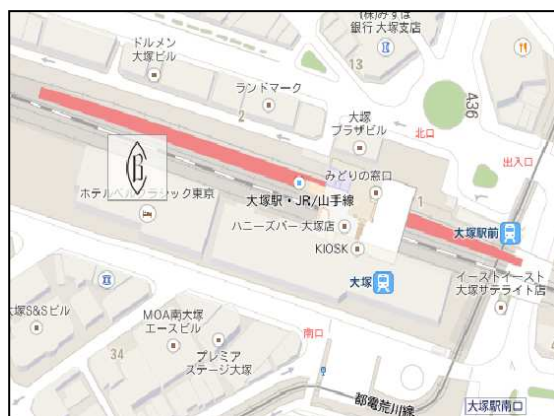 (株)みずほ
銀行 大塚支店
ドルメン
大塚ビル
13
ランドマーク
2
436
大塚
プラザビル
北口
出入口
みどりの窓口
1
ホテルベルクラシック東京
大塚駅・JR/山手線
ハニーズバー 大塚店
大塚駅前
KIOSK
大塚
イーストイースト
大塚サテライト店
大塚S&Sビル
MOA南大塚
エースビル
南口
34
プレミア
ステージ大塚
都電荒川線
大塚駅南口